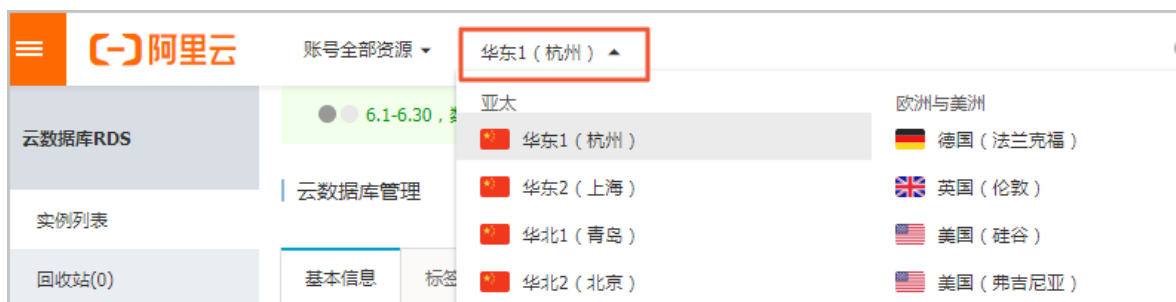 阿里云 账号全部资源 华东1（杭州）
云数据库RDS
实例列表
回收站(0)
6.1-6.30，
云数据库管理
基本信息 标签
亚太
华东1（杭州）
华东2（上海）
华北1（青岛）
华北2（北京）
欧洲与美洲
德国（法兰克福）
英国（伦敦）
美国（硅谷）
美国（弗吉尼亚）